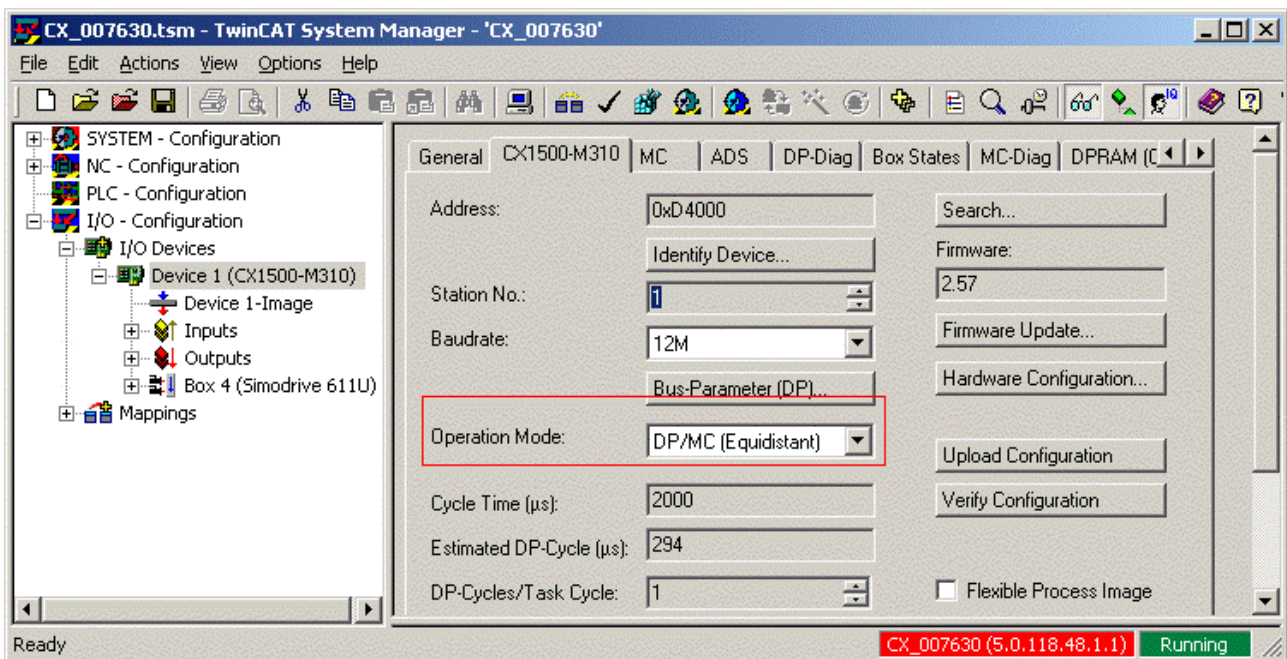 CX_007630.tsm - TwinCAT System Manager - 'CX_007630'
File Edit Actions View Options Help
SYSTEM - Configuration
NC - Configuration
PLC - Configuration
I/O - Configuration
I/O Devices
Device 1 (CX1500-M310)
Device 1-Image
Inputs
Outputs
Box 4 (Simodrive 611U)
Mappings
General CX1500-M310 MC ADS DP-Diag Box States MC-Diag DPRAM (
Address: 0xD4000 Search...
Identify Device... Firmware:
2.57
Station No.: 1
Firmware Update...
Baudrate: 12M
Bus-Parameter (DP)... Hardware Configuration...
Operation Mode: DP/MC (Equidistant)
Upload Configuration
Cycle Time (µs): 2000 Verify Configuration
Estimated DP-Cycle (µs): 294
DP-Cycles/Task Cycle: 1 Flexible Process Image
Ready CX_007630 (5.0.118.48.1.1) Running